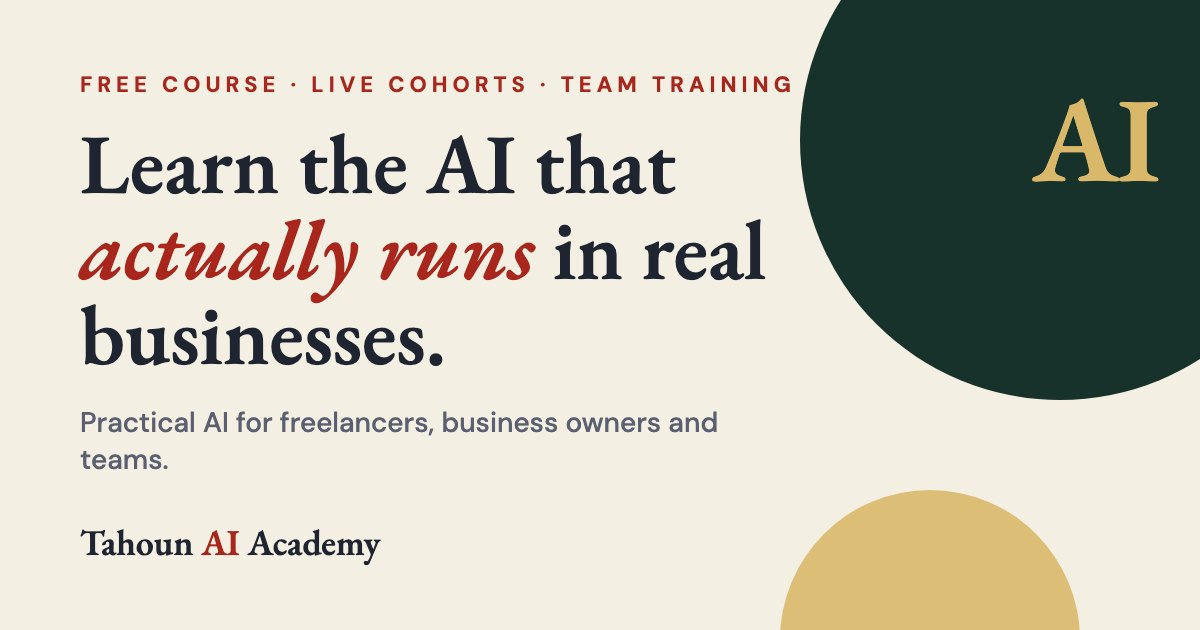 FREE COURSE · LIVE COHORTS · TEAM TRAINING
AI
Learn the AI that
actually runs in real
businesses.
Practical AI for freelancers, business owners and
teams.
Tahoun AI Academy